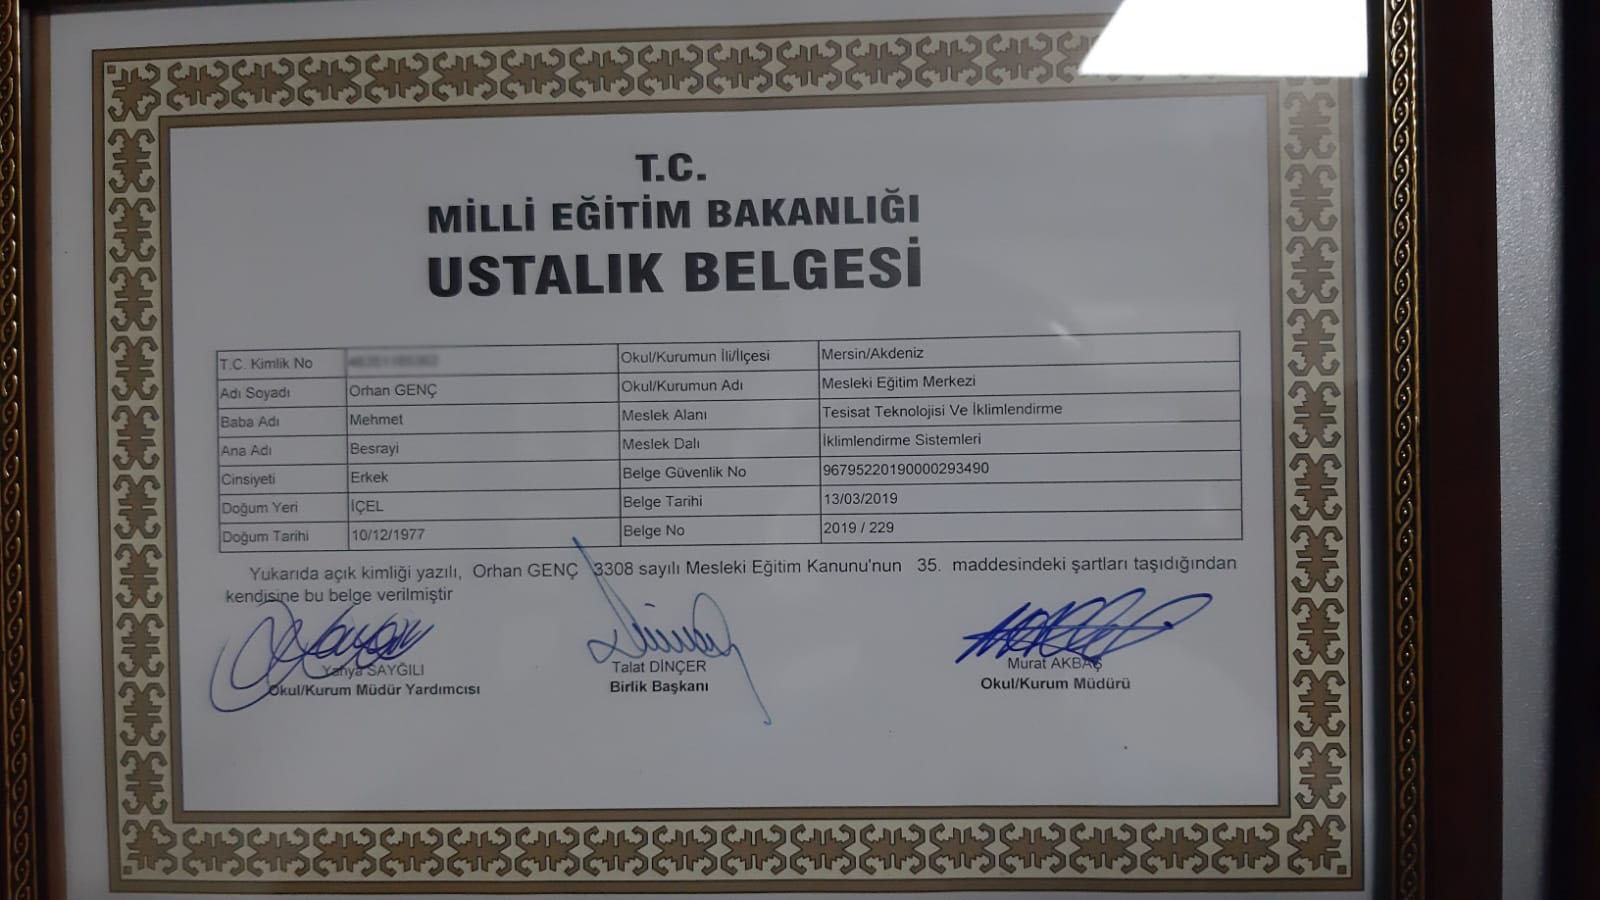 T.C.
MİLLİ EĞİTİM BAKANLIĞI
USTALIK BELGESİ
T.C. Kimlik No
Okul/Kurumun İli/İlçesi Mersin/Akdeniz
Adı Soyadı Orhan GENÇ Okul/Kurumun Adı Mesleki Eğitim Merkezi
Baba Adı Mehmet Meslek Alanı Tesisat Teknolojisi Ve İklimlendirme
Ana Adı Besrayi Meslek Dalı İklimlendirme Sistemleri
Cinsiyeti Erkek Belge Güvenlik No 96795220190000293490
Doğum Yeri İÇEL Belge Tarihi 13/03/2019
Doğum Tarihi 10/12/1977 Belge No 2019 / 229
Yukarıda açık kimliği yazılı, Orhan GENÇ 3308 sayılı Mesleki Eğitim Kanunu'nun 35. maddesindeki şartları taşıdığından
kendisine bu belge verilmiştir
Yahya SAYGILI Talat DİNÇER Murat AKBAŞ
Okul/Kurum Müdür Yardımcısı Birlik Başkanı Okul/Kurum Müdürü